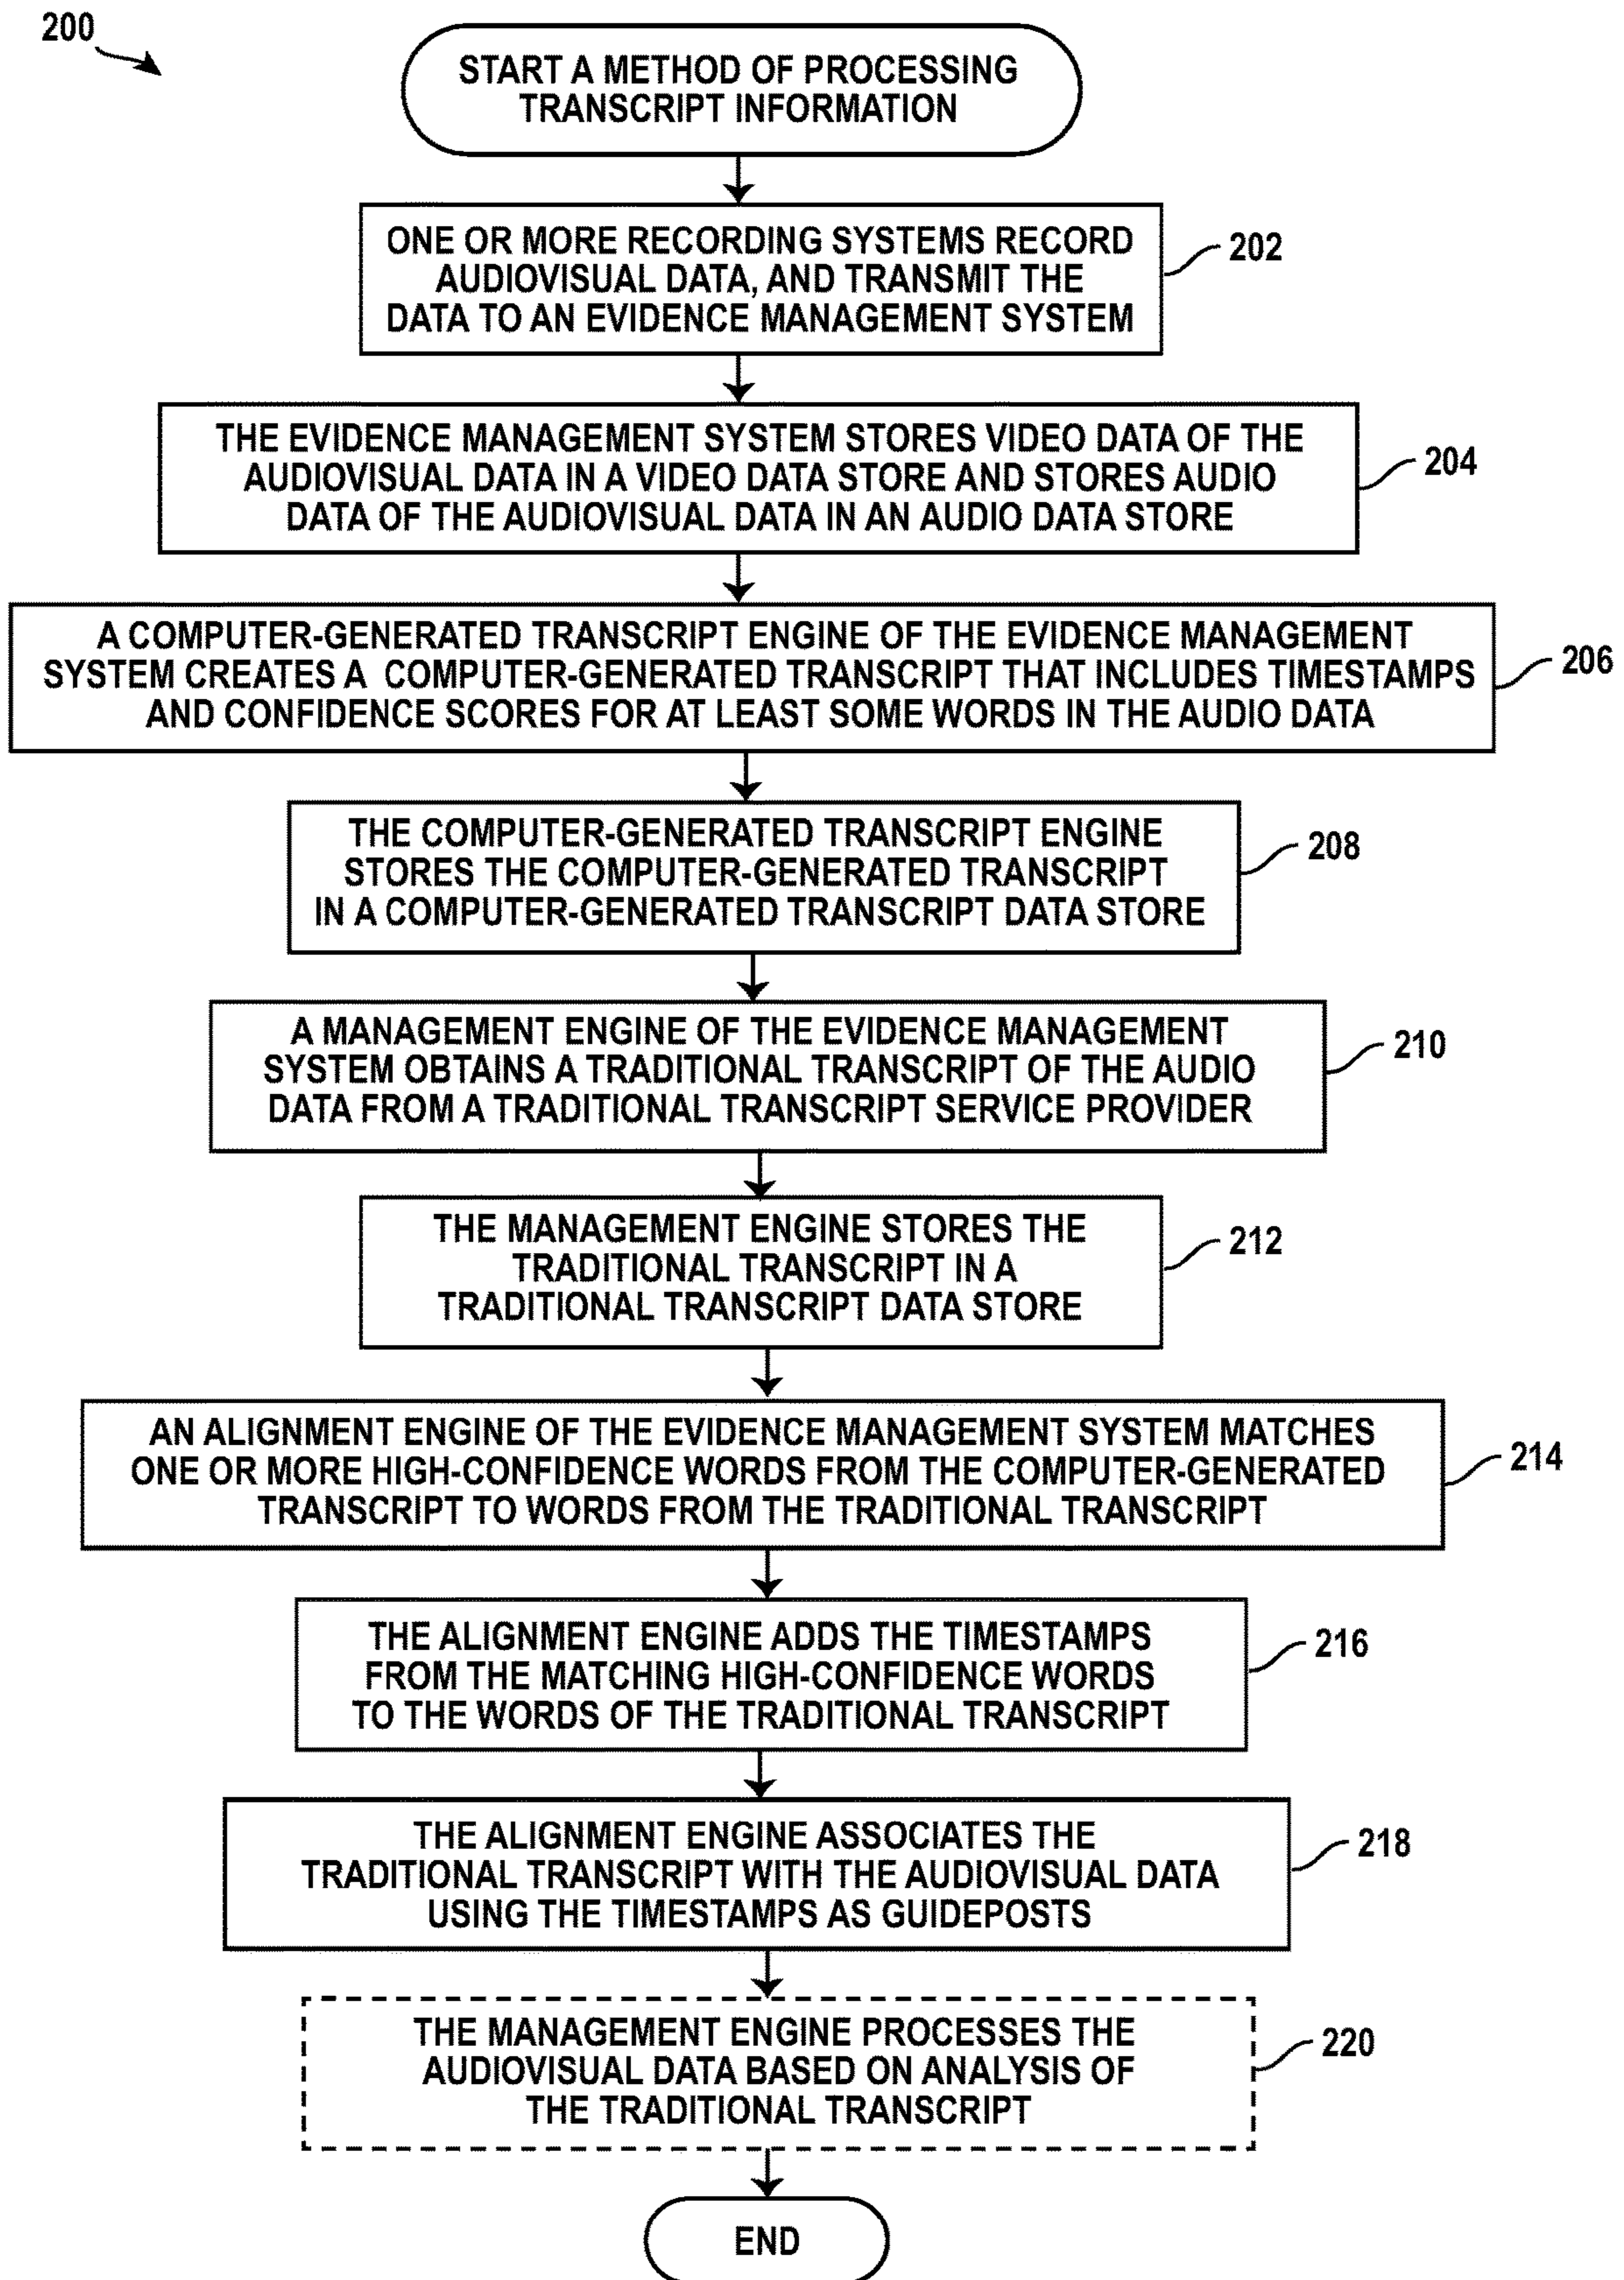 200
START A METHOD OF PROCESSING
TRANSCRIPT INFORMATION
ONE OR MORE RECORDING SYSTEMS RECORD
AUDIOVISUAL DATA, AND TRANSMIT THE
DATA TO AN EVIDENCE MANAGEMENT SYSTEM
202
THE EVIDENCE MANAGEMENT SYSTEM STORES VIDEO DATA OF THE
AUDIOVISUAL DATA IN A VIDEO DATA STORE AND STORES AUDIO
DATA OF THE AUDIOVISUAL DATA IN AN AUDIO DATA STORE
204
A COMPUTER-GENERATED TRANSCRIPT ENGINE OF THE EVIDENCE MANAGEMENT
SYSTEM CREATES A COMPUTER-GENERATED TRANSCRIPT THAT INCLUDES TIMESTAMPS
AND CONFIDENCE SCORES FOR AT LEAST SOME WORDS IN THE AUDIO DATA
206
THE COMPUTER-GENERATED TRANSCRIPT ENGINE
STORES THE COMPUTER-GENERATED TRANSCRIPT
IN A COMPUTER-GENERATED TRANSCRIPT DATA STORE
208
A MANAGEMENT ENGINE OF THE EVIDENCE MANAGEMENT
SYSTEM OBTAINS A TRADITIONAL TRANSCRIPT OF THE AUDIO
DATA FROM A TRADITIONAL TRANSCRIPT SERVICE PROVIDER
210
THE MANAGEMENT ENGINE STORES THE
TRADITIONAL TRANSCRIPT IN A
TRADITIONAL TRANSCRIPT DATA STORE
212
AN ALIGNMENT ENGINE OF THE EVIDENCE MANAGEMENT SYSTEM MATCHES
ONE OR MORE HIGH-CONFIDENCE WORDS FROM THE COMPUTER-GENERATED
TRANSCRIPT TO WORDS FROM THE TRADITIONAL TRANSCRIPT
214
THE ALIGNMENT ENGINE ADDS THE TIMESTAMPS
FROM THE MATCHING HIGH-CONFIDENCE WORDS
TO THE WORDS OF THE TRADITIONAL TRANSCRIPT
216
THE ALIGNMENT ENGINE ASSOCIATES THE
TRADITIONAL TRANSCRIPT WITH THE AUDIOVISUAL DATA
USING THE TIMESTAMPS AS GUIDEPOSTS
218
THE MANAGEMENT ENGINE PROCESSES THE
AUDIOVISUAL DATA BASED ON ANALYSIS OF
THE TRADITIONAL TRANSCRIPT
220
END